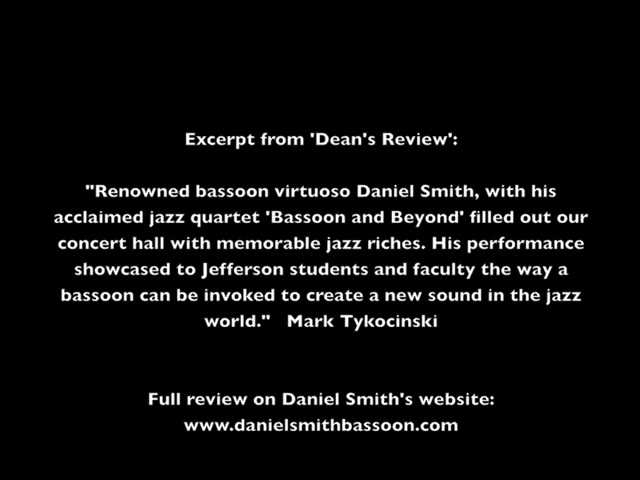 Excerpt from 'Dean's Review':
"Renowned bassoon virtuoso Daniel Smith, with his
acclaimed jazz quartet 'Bassoon and Beyond' filled out our
concert hall with memorable jazz riches. His performance
showcased to Jefferson students and faculty the way a
bassoon can be invoked to create a new sound in the jazz
world."   Mark Tykocinski
Full review on Daniel Smith's website:
www.danielsmithbassoon.com